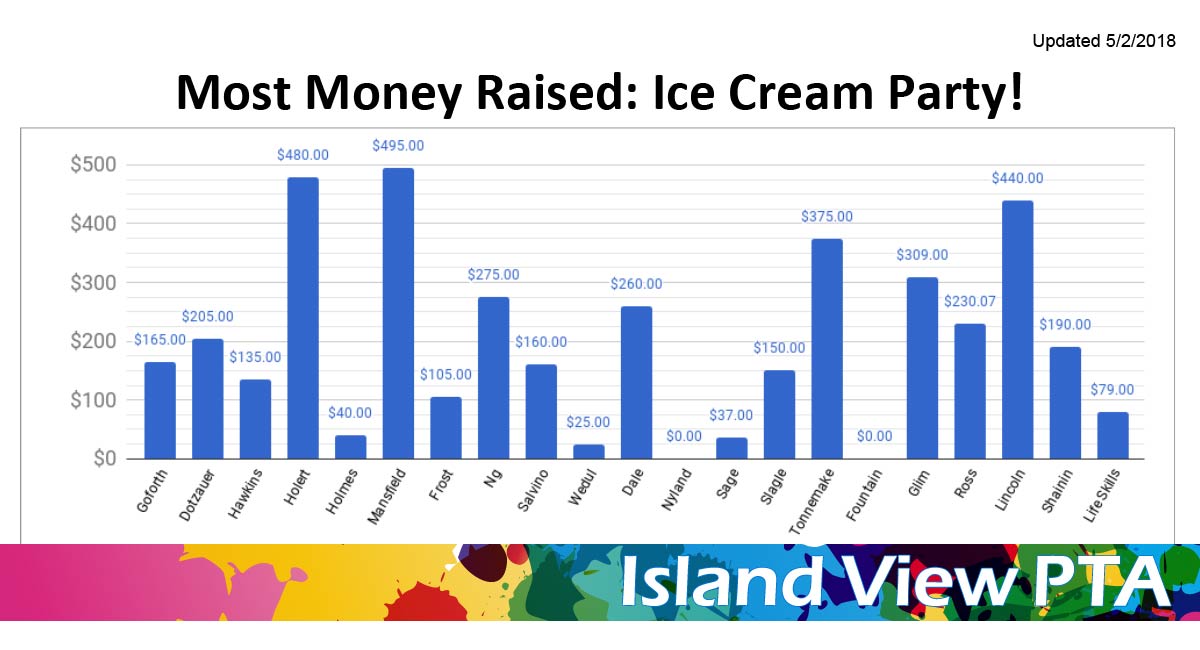 Updated 5/2/2018
Most Money Raised: Ice Cream Party!
$500
$400
$300
$200
$100
$0
$165.00
$205.00
$135.00
$480.00
$40.00
$495.00
$105.00
$275.00
$160.00
$25.00
$260.00
$0.00
$37.00
$150.00
$375.00
$0.00
$309.00
$230.07
$440.00
$190.00
$79.00
Goforth
Dotzauer
Hawkins
Holert
Holmes
Mansfield
Frost
Ng
Salvino
Wedul
Dale
Nyland
Sage
Slagle
Tonnemake
Fountain
Glim
Ross
Lincoln
Shainin
LifeSkills
Island View PTA